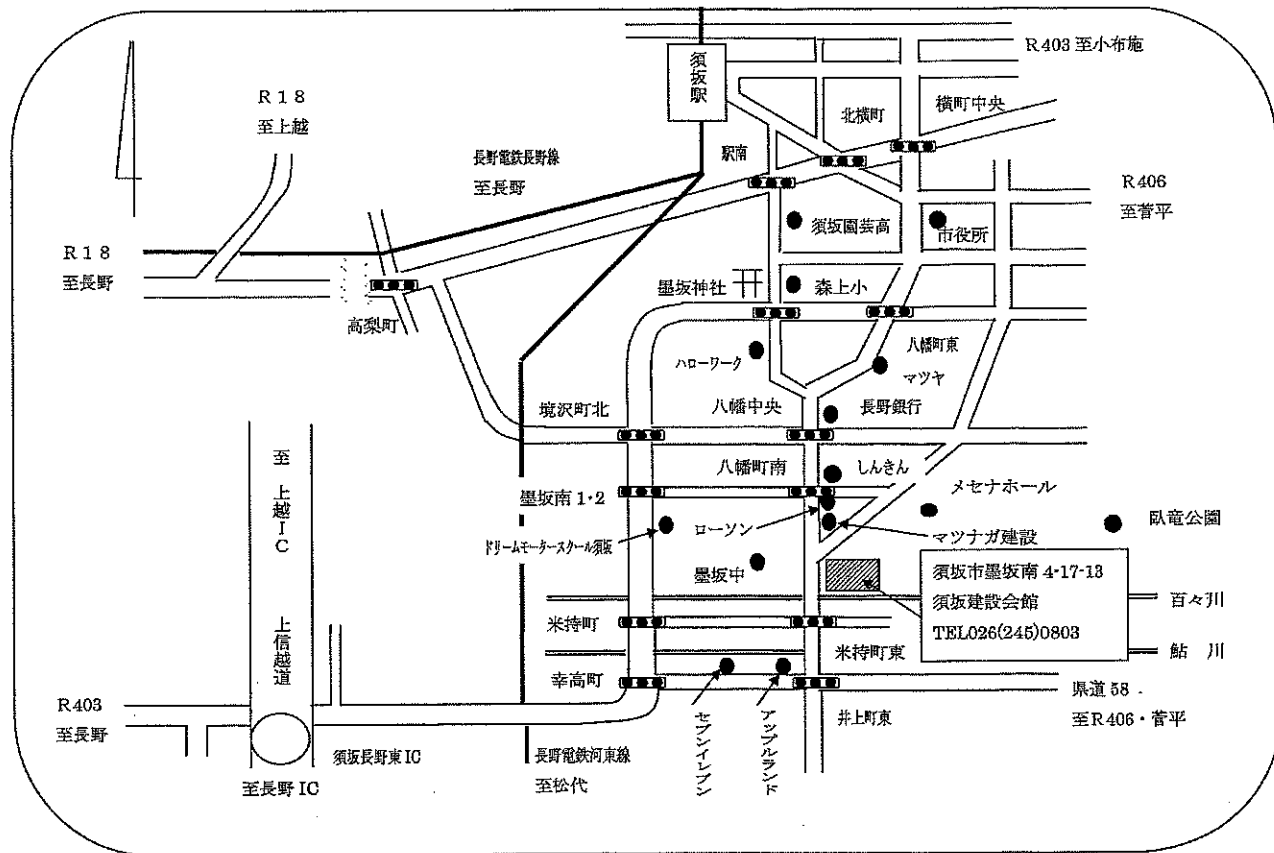 須坂駅
R403至小布施
横町中央
北横町
R18
至上越
駅南
長野電鉄長野線
至長野
R406
至菅平
須坂園芸高
市役所
R18
至長野
墨坂神社
森上小
高梨町
八幡町東
ハローワーク
マツヤ
境沢町北
八幡中央
長野銀行
至 上越IC 上信越道
八幡町南
しんきん
メセナホール
墨坂南1・2
ローソン
臥竜公園
ドリームモータースクール須坂
マツナガ建設
墨坂中
須坂市墨坂南4-17-13
須坂建設会館
TEL026(245)0803
百々川
米持町
米持町東
鮎 川
幸高町
県道58
至R406・菅平
R403
至長野
セブンイレブン
アップルランド
井上町東
須坂長野東IC
長野電鉄河東線
至松代
至長野IC